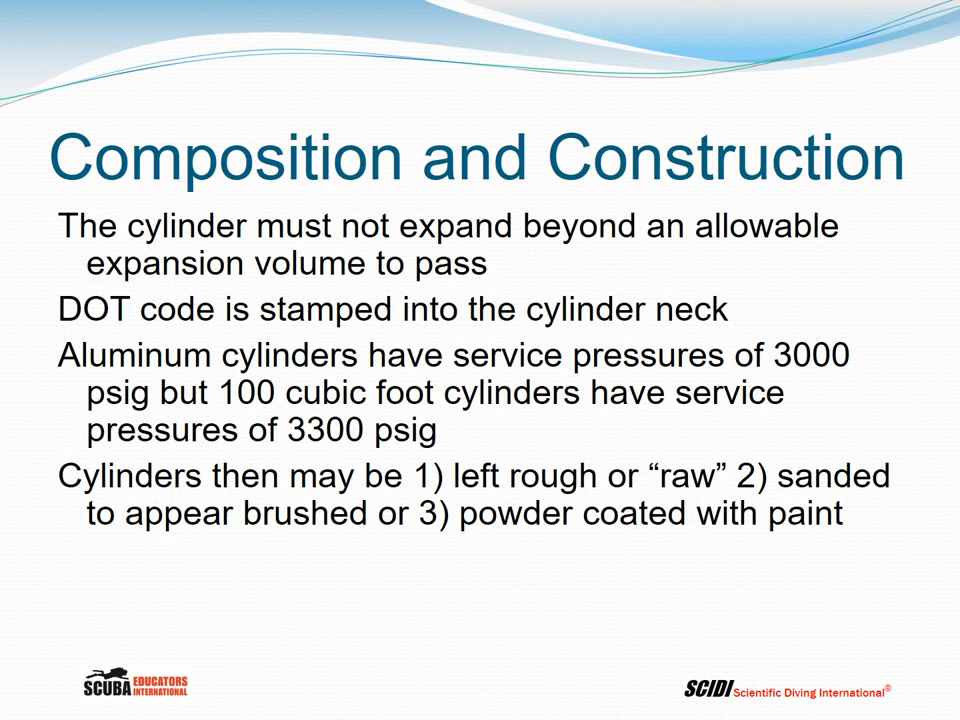 Composition and Construction
The cylinder must not expand beyond an allowable
expansion volume to pass
DOT code is stamped into the cylinder neck
Aluminum cylinders have service pressures of 3000
psig but 100 cubic foot cylinders have service
pressures of 3300 psig
Cylinders then may be 1) left rough or “raw” 2) sanded
to appear brushed or 3) powder coated with paint
SCUBA EDUCATORS
INTERNATIONAL
SCIDI Scientific Diving International®